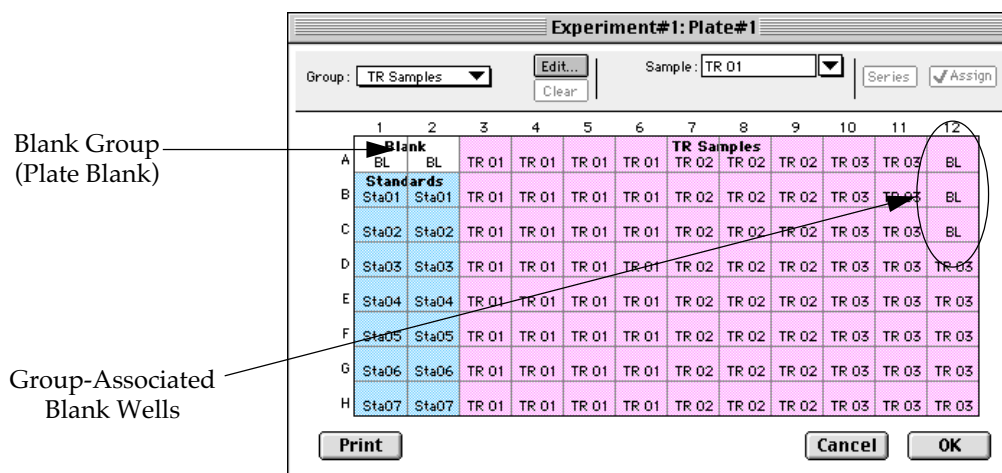 Experiment#1: Plate#1
Group: TR Samples Edit... Sample: TR 01 Series Assign
Clear
1 2 3 4 5 6 7 8 9 10 11 12
Blank Group
(Plate Blank)
Blank TR Samples
A BL BL TR 01 TR 01 TR 01 TR 01 TR 02 TR 02 TR 02 TR 03 TR 03 BL
Standards
B Sta01 Sta01 TR 01 TR 01 TR 01 TR 01 TR 02 TR 02 TR 02 TR 03 TR 03 BL
C Sta02 Sta02 TR 01 TR 01 TR 01 TR 01 TR 02 TR 02 TR 02 TR 03 TR 03 BL
D Sta03 Sta03 TR 01 TR 01 TR 01 TR 01 TR 02 TR 02 TR 02 TR 03 TR 03 TR 03
E Sta04 Sta04 TR 01 TR 01 TR 01 TR 01 TR 02 TR 02 TR 02 TR 03 TR 03 TR 03
F Sta05 Sta05 TR 01 TR 01 TR 01 TR 01 TR 02 TR 02 TR 02 TR 03 TR 03 TR 03
G Sta06 Sta06 TR 01 TR 01 TR 01 TR 01 TR 02 TR 02 TR 02 TR 03 TR 03 TR 03
H Sta07 Sta07 TR 01 TR 01 TR 01 TR 01 TR 02 TR 02 TR 02 TR 03 TR 03 TR 03
Group-Associated
Blank Wells
Print Cancel OK